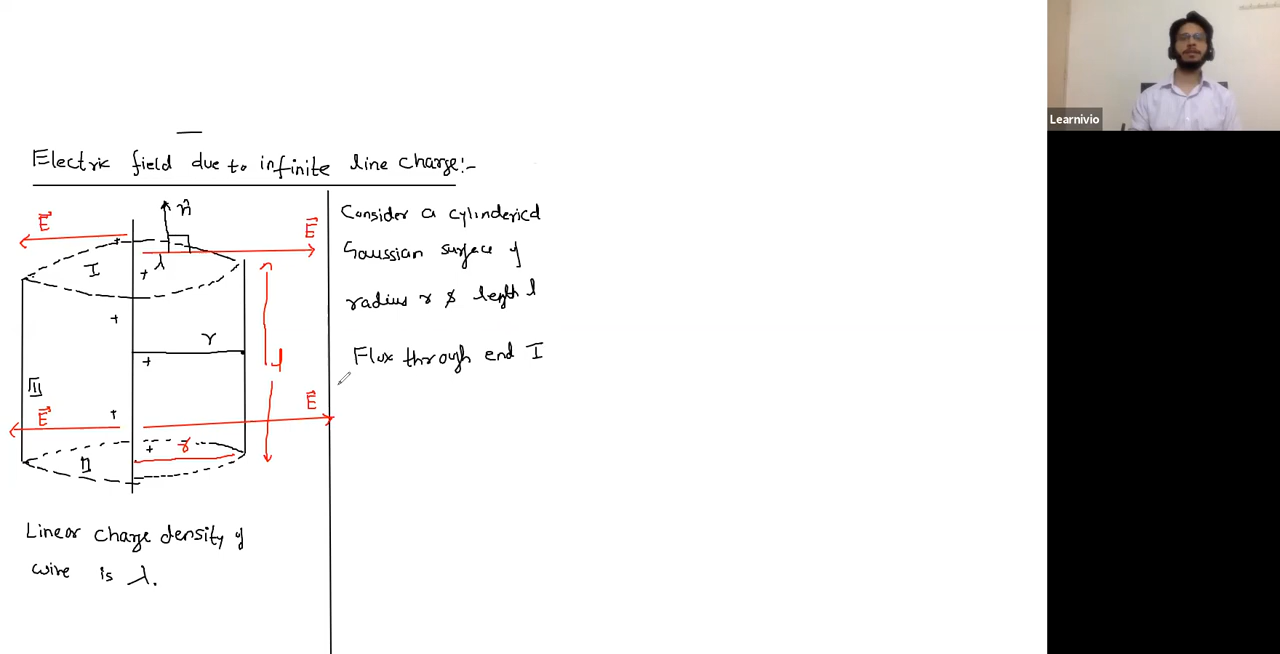 Electric field due to infinite line charge:-
n̂
E⃗
E⃗
I
λ
+
+
+
r
+
l
III
E⃗
E⃗
+
+
r
II
Linear charge density of
wire is λ.
Consider a cylinderical
Gaussian surface of
radius r & length l
Flux through end I
Learnivio